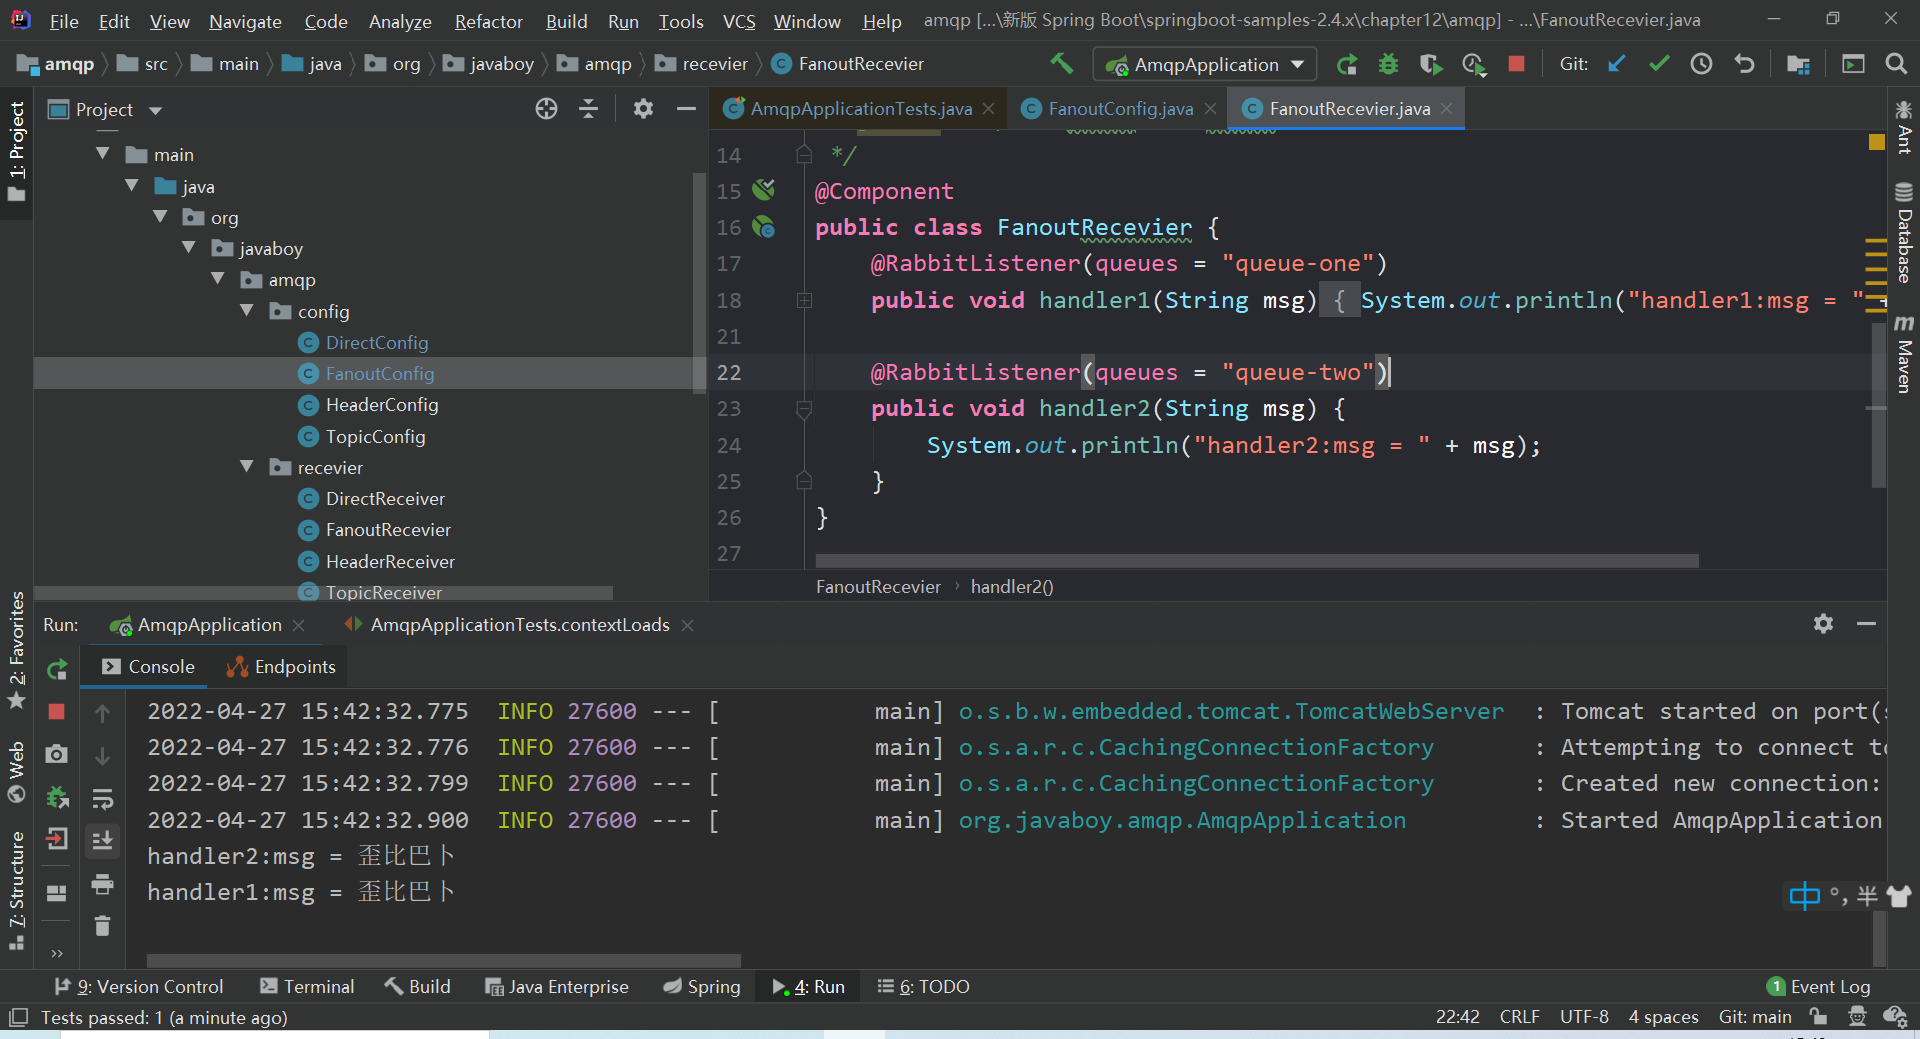 File Edit View Navigate Code Analyze Refactor Build Run Tools VCS Window Help amqp [...\新版 Spring Boot\springboot-samples-2.4.x\chapter12\amqp] - ...\FanoutRecevier.java
amqp src main java org javaboy amqp recevier FanoutRecevier AmqpApplication Git:
Project
AmqpApplicationTests.java FanoutConfig.java FanoutRecevier.java
1: Project
main
java
org
javaboy
amqp
config
DirectConfig
FanoutConfig
HeaderConfig
TopicConfig
recevier
DirectReceiver
FanoutRecevier
HeaderReceiver
TopicReceiver
14 */
15 @Component
16 public class FanoutRecevier {
17 @RabbitListener(queues = "queue-one")
18 public void handler1(String msg) { System.out.println("handler1:msg = " +
21
22 @RabbitListener(queues = "queue-two")
23 public void handler2(String msg) {
24 System.out.println("handler2:msg = " + msg);
25 }
26 }
27
FanoutRecevier › handler2()
Ant
Database
Maven
2: Favorites
Web
7: Structure
Run: AmqpApplication AmqpApplicationTests.contextLoads
Console Endpoints
2022-04-27 15:42:32.775 INFO 27600 --- [ main] o.s.b.w.embedded.tomcat.TomcatWebServer : Tomcat started on port(s
2022-04-27 15:42:32.776 INFO 27600 --- [ main] o.s.a.r.c.CachingConnectionFactory : Attempting to connect to
2022-04-27 15:42:32.799 INFO 27600 --- [ main] o.s.a.r.c.CachingConnectionFactory : Created new connection:
2022-04-27 15:42:32.900 INFO 27600 --- [ main] org.javaboy.amqp.AmqpApplication : Started AmqpApplication
handler2:msg = 歪比巴卜
handler1:msg = 歪比巴卜
中 °, 半
9: Version Control Terminal Build Java Enterprise Spring 4: Run 6: TODO 1 Event Log
Tests passed: 1 (a minute ago) 22:42 CRLF UTF-8 4 spaces Git: main